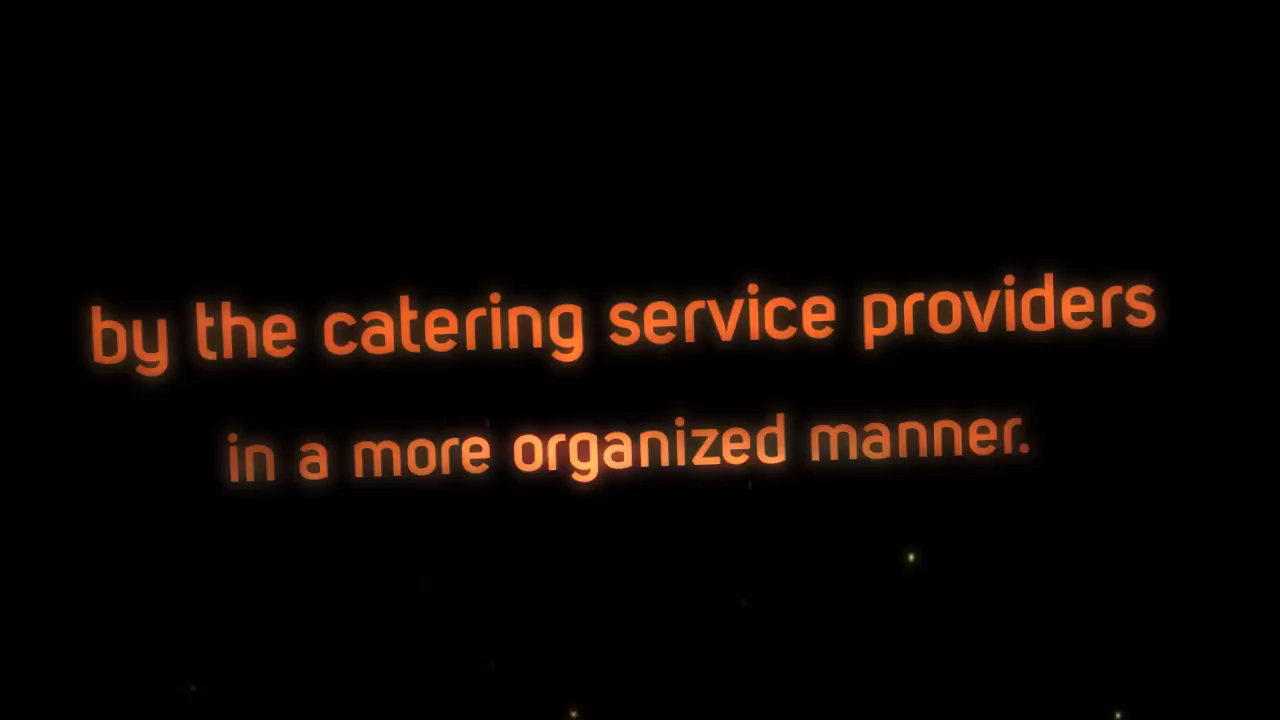 by the catering service providers
in a more organized manner.